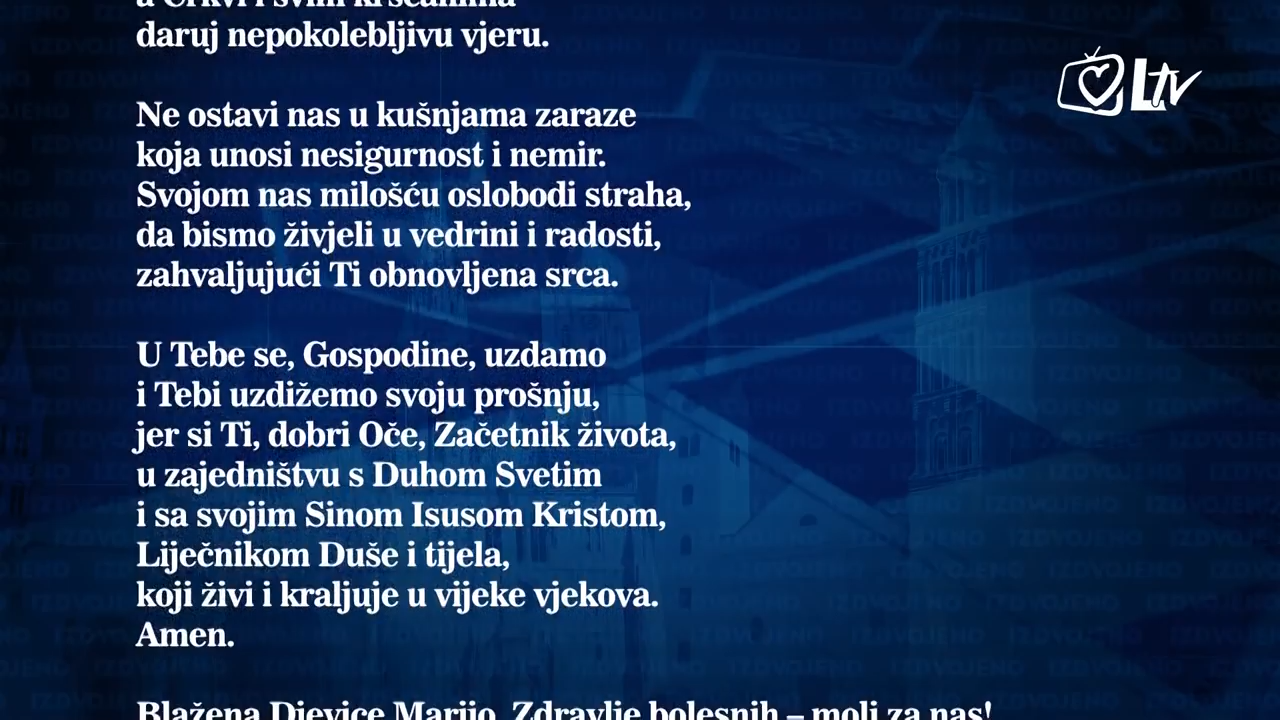 a Crkvi i svim kršćanima
daruj nepokolebljivu vjeru.
LTV
Ne ostavi nas u kušnjama zaraze
koja unosi nesigurnost i nemir.
Svojom nas milošću oslobodi straha,
da bismo živjeli u vedrini i radosti,
zahvaljujući Ti obnovljena srca.
U Tebe se, Gospodine, uzdamo
i Tebi uzdižemo svoju prošnju,
jer si Ti, dobri Oče, Začetnik života,
u zajedništvu s Duhom Svetim
i sa svojim Sinom Isusom Kristom,
Liječnikom Duše i tijela,
koji živi i kraljuje u vijeke vjekova.
Amen.
Blažena Djevice Marijo, Zdravlje bolesnih – moli za nas!